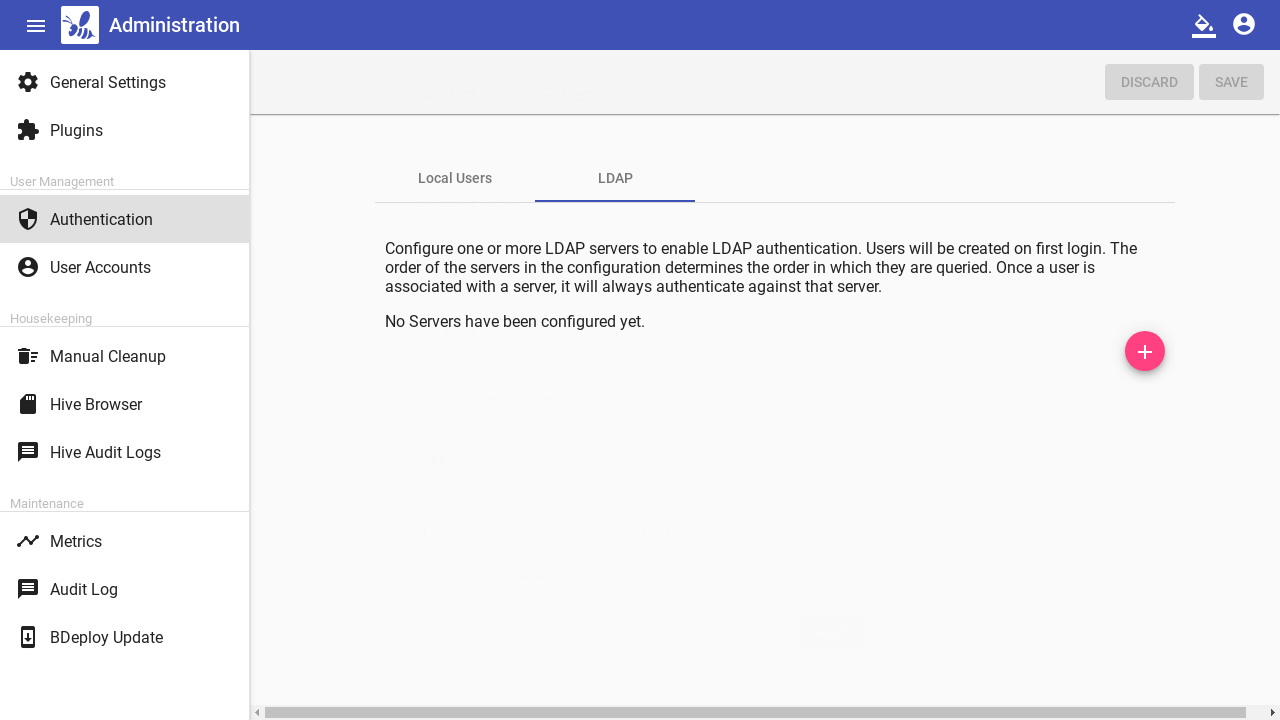 Administration
General Settings
Plugins
User Management
Authentication
User Accounts
Housekeeping
Manual Cleanup
Hive Browser
Hive Audit Logs
Maintenance
Metrics
Audit Log
BDeploy Update
DISCARD
SAVE
Local Users
LDAP
Configure one or more LDAP servers to enable LDAP authentication. Users will be created on first login. The
order of the servers in the configuration determines the order in which they are queried. Once a user is
associated with a server, it will always authenticate against that server.
No Servers have been configured yet.